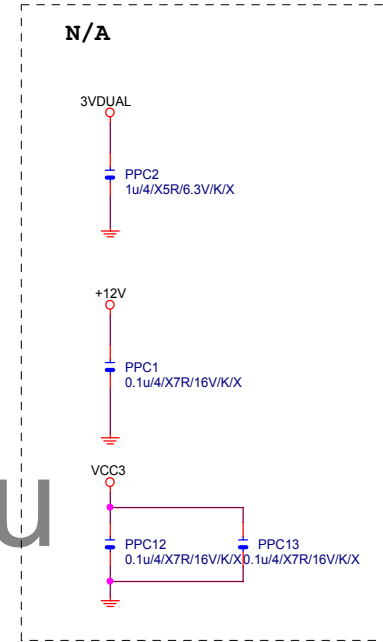 N/A
3VDUAL
PPC2
1u/4/X5R/6.3V/K/X
+12V
PPC1
0.1u/4/X7R/16V/K/X
VCC3
u
PPC12
PPC13
0.1u/4/X7R/16V/K/X
0.1u/4/X7R/16V/K/X